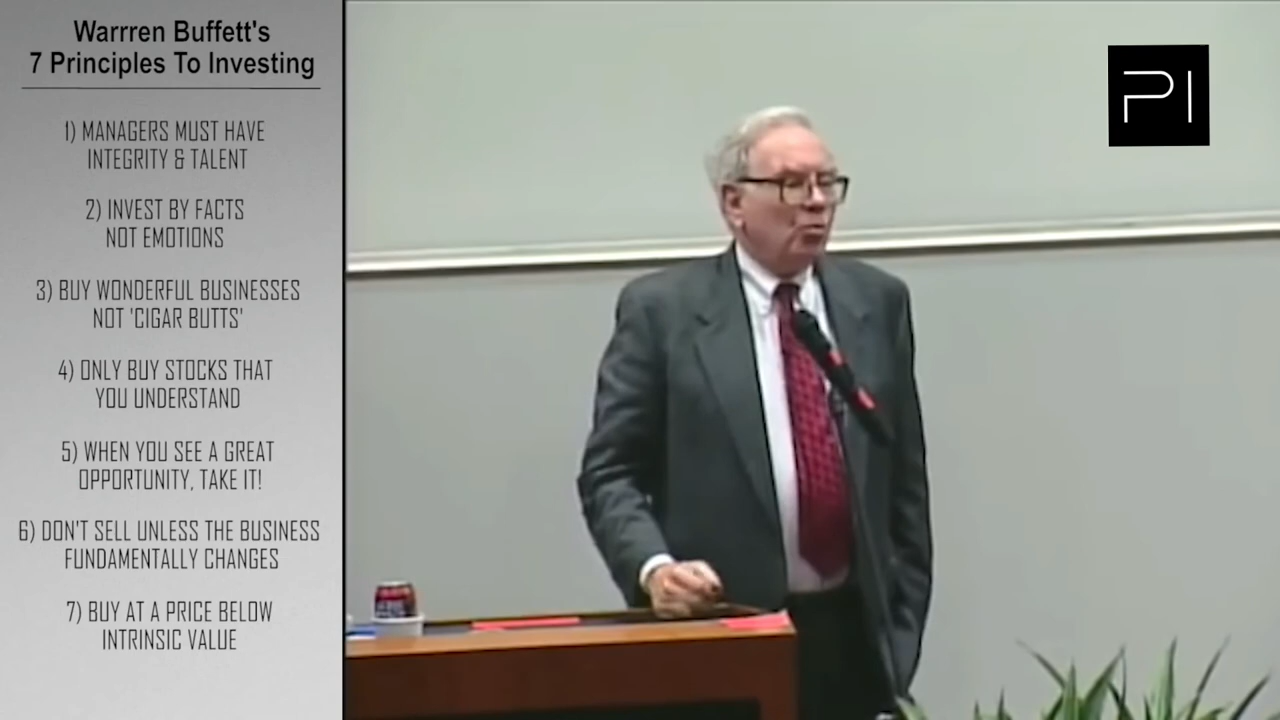 Warrren Buffett's
7 Principles To Investing
1) MANAGERS MUST HAVE
INTEGRITY & TALENT
2) INVEST BY FACTS
NOT EMOTIONS
3) BUY WONDERFUL BUSINESSES
NOT 'CIGAR BUTTS'
4) ONLY BUY STOCKS THAT
YOU UNDERSTAND
5) WHEN YOU SEE A GREAT
OPPORTUNITY, TAKE IT!
6) DON'T SELL UNLESS THE BUSINESS
FUNDAMENTALLY CHANGES
7) BUY AT A PRICE BELOW
INTRINSIC VALUE
PI